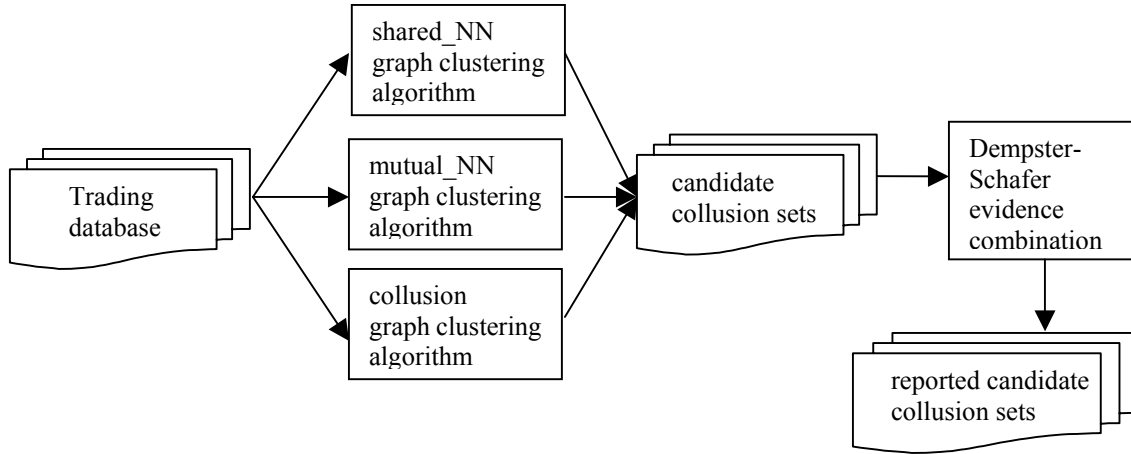 shared_NN
graph clustering
algorithm
Trading
database
mutual_NN
graph clustering
algorithm
collusion
graph clustering
algorithm
candidate
collusion sets
Dempster-
Schafer
evidence
combination
reported candidate
collusion sets